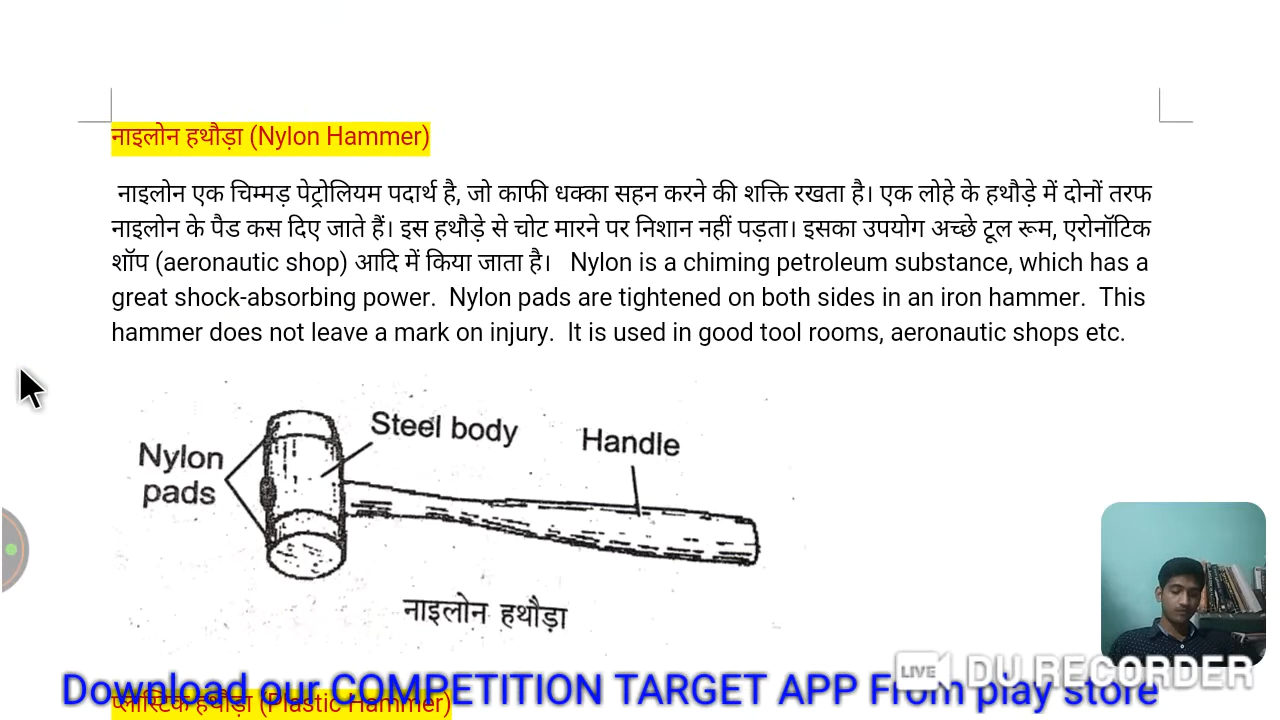 नाइलोन हथौड़ा (Nylon Hammer)
नाइलोन एक चिम्मड़ पेट्रोलियम पदार्थ है, जो काफी धक्का सहन करने की शक्ति रखता है। एक लोहे के हथौड़े में दोनों तरफ
नाइलोन के पैड कस दिए जाते हैं। इस हथौड़े से चोट मारने पर निशान नहीं पड़ता। इसका उपयोग अच्छे टूल रूम, एरोनॉटिक
शॉप (aeronautic shop) आदि में किया जाता है। Nylon is a chiming petroleum substance, which has a
great shock-absorbing power. Nylon pads are tightened on both sides in an iron hammer. This
hammer does not leave a mark on injury. It is used in good tool rooms, aeronautic shops etc.
Steel body
Handle
Nylon
pads
नाइलोन हथौड़ा
LIVE DU RECORDER
Download our COMPETITION TARGET APP From play store
प्लास्टिक हथौड़ा (Plastic Hammer)